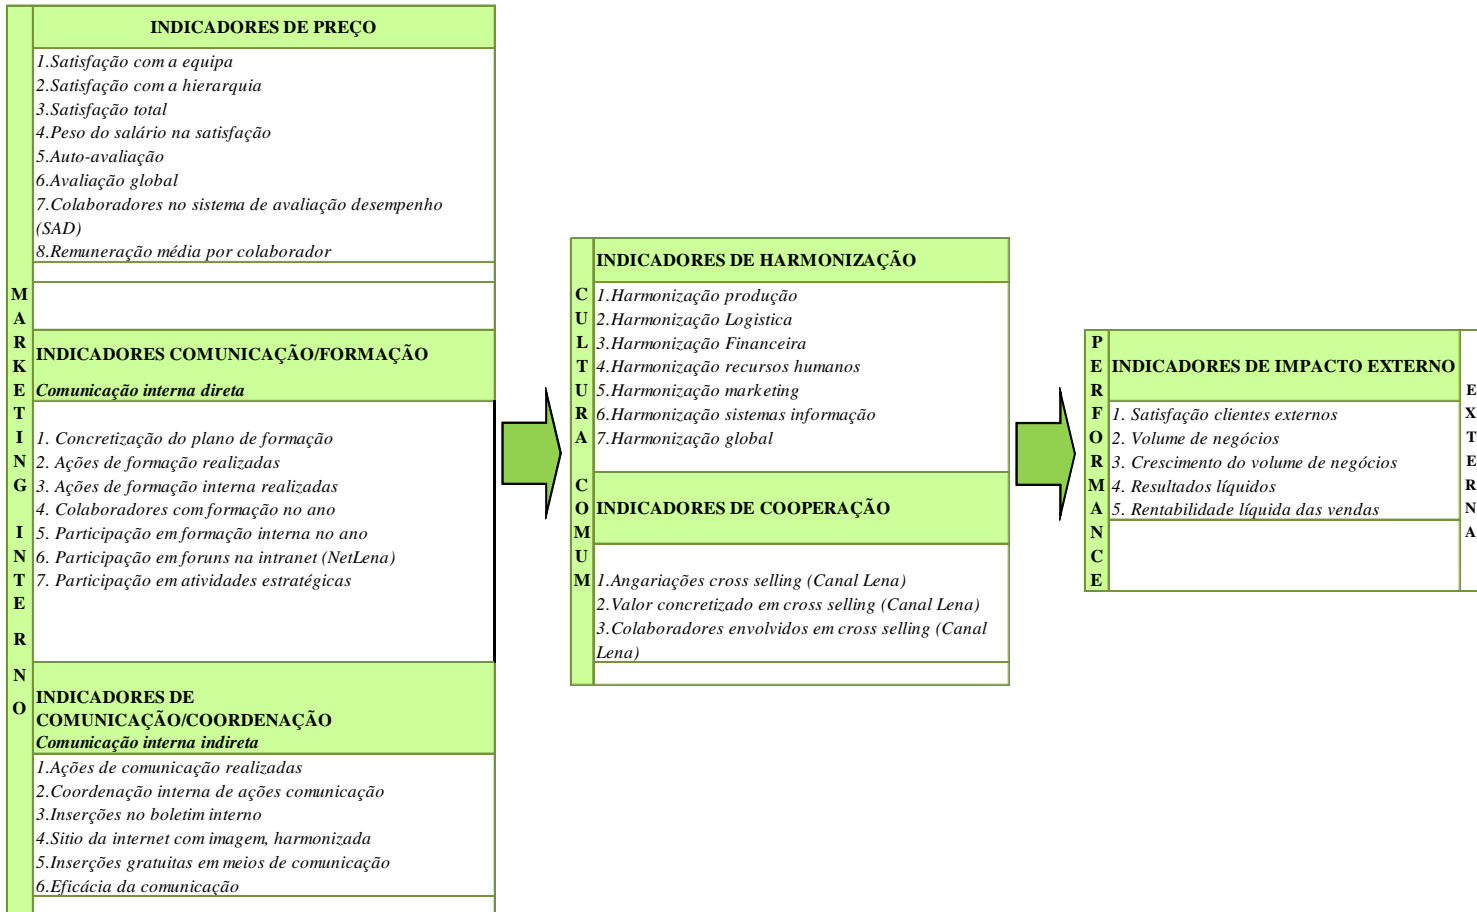 MARKETING INTERNO
INDICADORES DE PREÇO
1.Satisfação com a equipa
2.Satisfação com a hierarquia
3.Satisfação total
4.Peso do salário na satisfação
5.Auto-avaliação
6.Avaliação global
7.Colaboradores no sistema de avaliação desempenho
(SAD)
8.Remuneração média por colaborador
INDICADORES COMUNICAÇÃO/FORMAÇÃO
Comunicação interna direta
1. Concretização do plano de formação
2. Ações de formação realizadas
3. Ações de formação interna realizadas
4. Colaboradores com formação no ano
5. Participação em formação interna no ano
6. Participação em foruns na intranet (NetLena)
7. Participação em atividades estratégicas
INDICADORES DE
COMUNICAÇÃO/COORDENAÇÃO
Comunicação interna indireta
1.Ações de comunicação realizadas
2.Coordenação interna de ações comunicação
3.Inserções no boletim interno
4.Sitio da internet com imagem, harmonizada
5.Inserções gratuitas em meios de comunicação
6.Eficácia da comunicação
CULTURA COMUM
INDICADORES DE HARMONIZAÇÃO
1.Harmonização produção
2.Harmonização Logistica
3.Harmonização Financeira
4.Harmonização recursos humanos
5.Harmonização marketing
6.Harmonização sistemas informação
7.Harmonização global
INDICADORES DE COOPERAÇÃO
1.Angariações cross selling (Canal Lena)
2.Valor concretizado em cross selling (Canal Lena)
3.Colaboradores envolvidos em cross selling (Canal
Lena)
PERFORMANCE
INDICADORES DE IMPACTO EXTERNO
1. Satisfação clientes externos
2. Volume de negócios
3. Crescimento do volume de negócios
4. Resultados líquidos
5. Rentabilidade líquida das vendas
EXTERNA